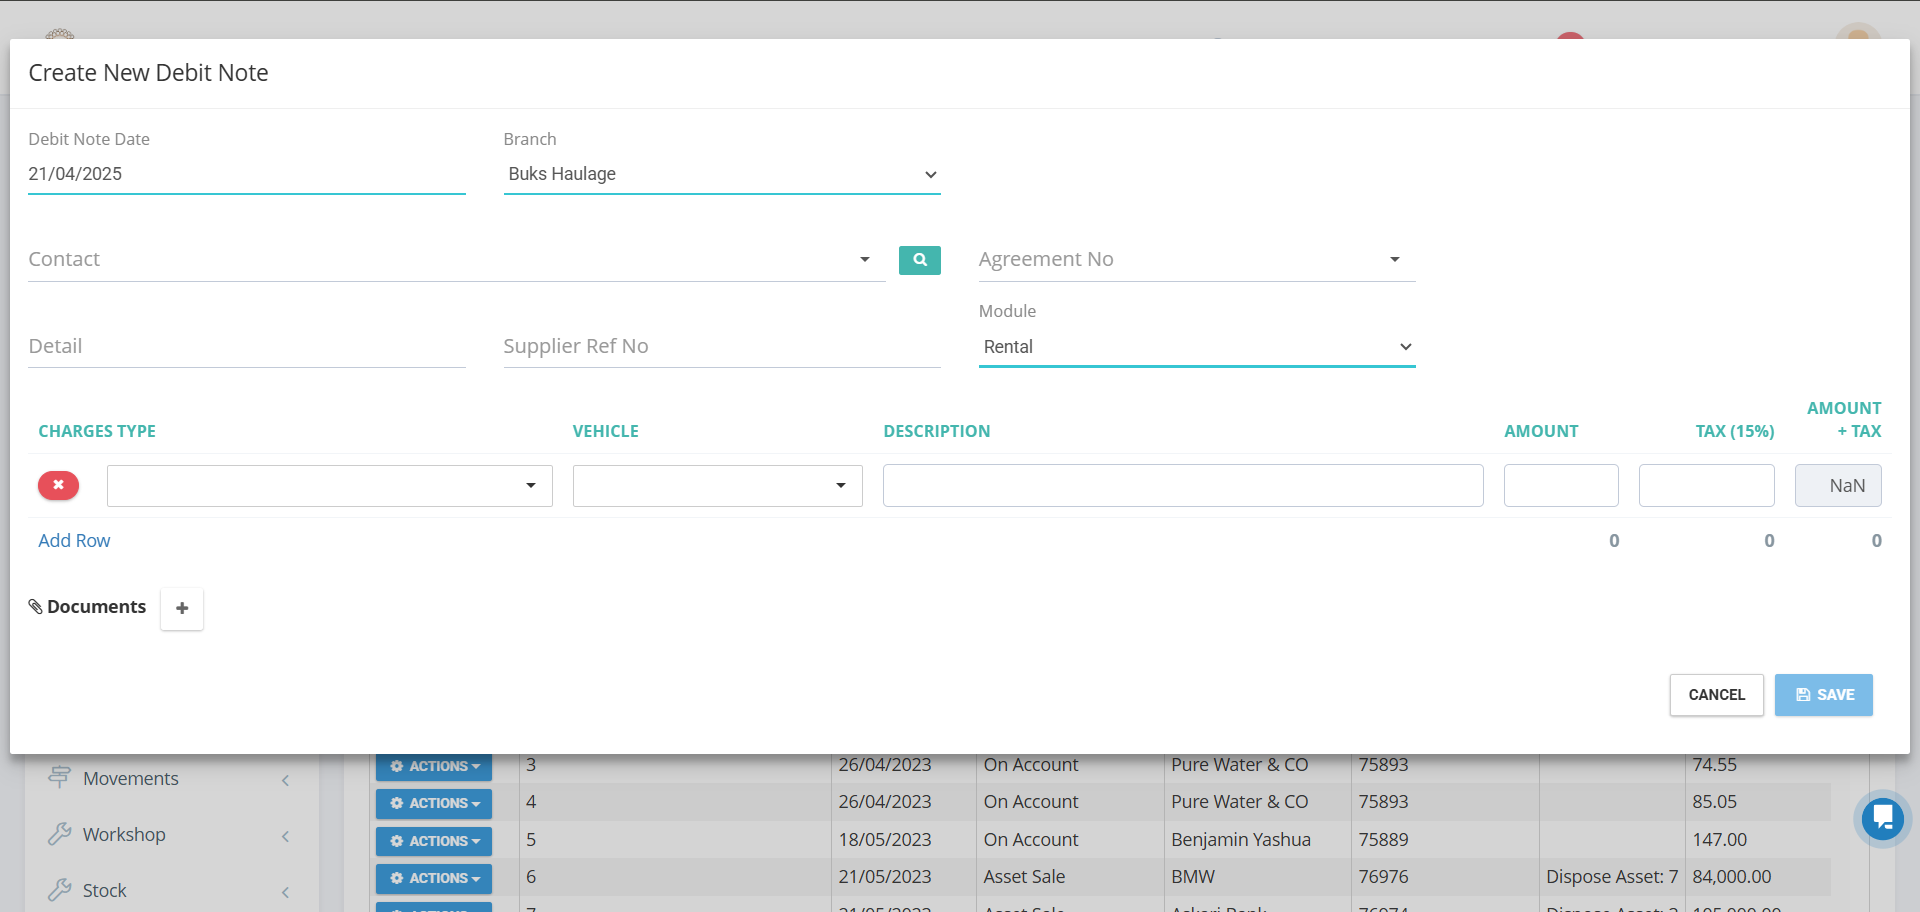 Create New Debit Note
Debit Note Date
Branch
21/04/2025
Buks Haulage
Contact
Agreement No
Module
Detail
Supplier Ref No
Rental
CHARGES TYPE
VEHICLE
DESCRIPTION
AMOUNT
TAX (15%)
AMOUNT
+ TAX
NaN
Add Row
0
0
0
Documents
CANCEL
SAVE
Movements
Workshop
Stock
ACTIONS 3 26/04/2023 On Account Pure Water & CO 75893 74.55
ACTIONS 4 26/04/2023 On Account Pure Water & CO 75893 85.05
ACTIONS 5 18/05/2023 On Account Benjamin Yashua 75889 147.00
ACTIONS 6 21/05/2023 Asset Sale BMW 76976 Dispose Asset: 7 84,000.00